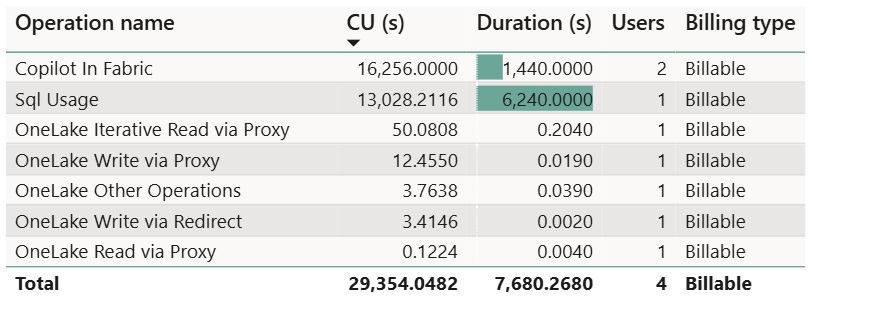 Operation name CU (s) Duration (s) Users Billing type
Copilot In Fabric 16,256.0000 1,440.0000 2 Billable
Sql Usage 13,028.2116 6,240.0000 1 Billable
OneLake Iterative Read via Proxy 50.0808 0.2040 1 Billable
OneLake Write via Proxy 12.4550 0.0190 1 Billable
OneLake Other Operations 3.7638 0.0390 1 Billable
OneLake Write via Redirect 3.4146 0.0020 1 Billable
OneLake Read via Proxy 0.1224 0.0040 1 Billable
Total 29,354.0482 7,680.2680 4 Billable